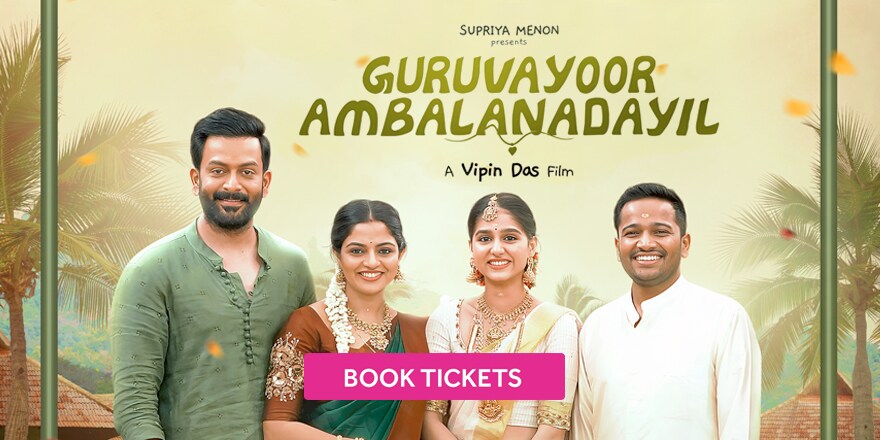 SUPRIYA MENON
presents
GURUVAYOOR
AMBALANADAYIL
A Vipin Das Film
BOOK TICKETS